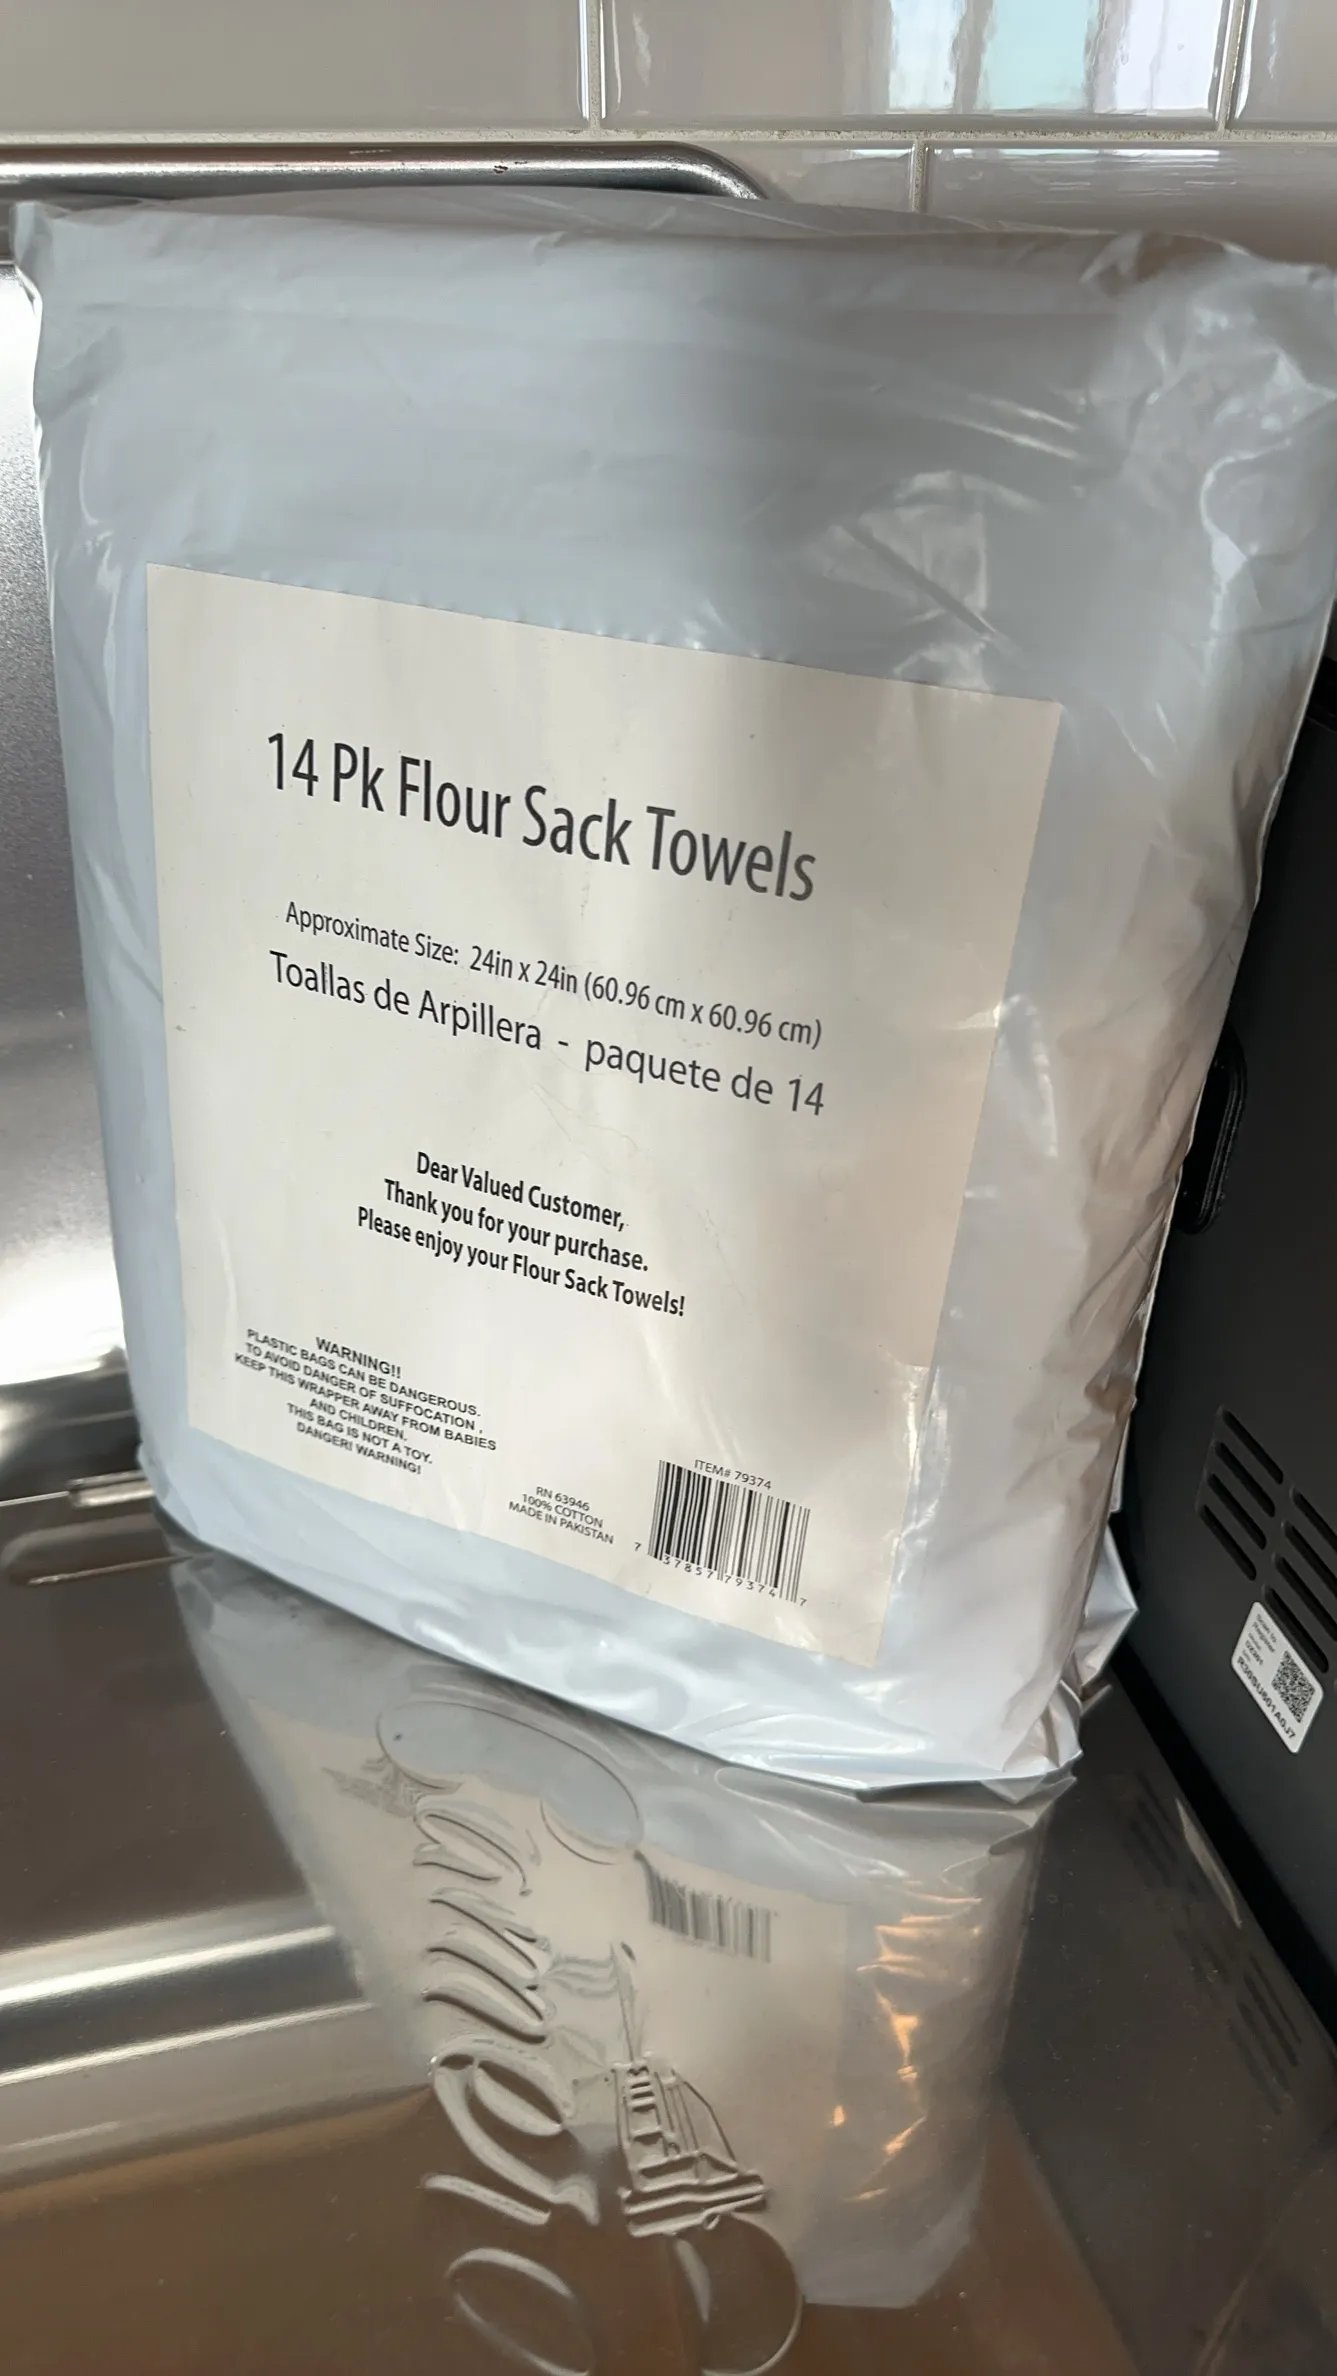 14 Pk Flour Sack Towels
Approximate Size: 24in x 24in (60.96 cm x 60.96 cm)
Toallas de Arpillera - paquete de 14
Dear Valued Customer,
Thank you for your purchase.
Please enjoy your Flour Sack Towels!
WARNING!!
PLASTIC BAGS CAN BE DANGEROUS.
TO AVOID DANGER OF SUFFOCATION ,
KEEP THIS WRAPPER AWAY FROM BABIES
AND CHILDREN.
THIS BAG IS NOT A TOY.
DANGER! WARNING!
RN 63946
100% COTTON
MADE IN PAKISTAN
ITEM# 79374
7 37857 79374 7
Scan to
Register